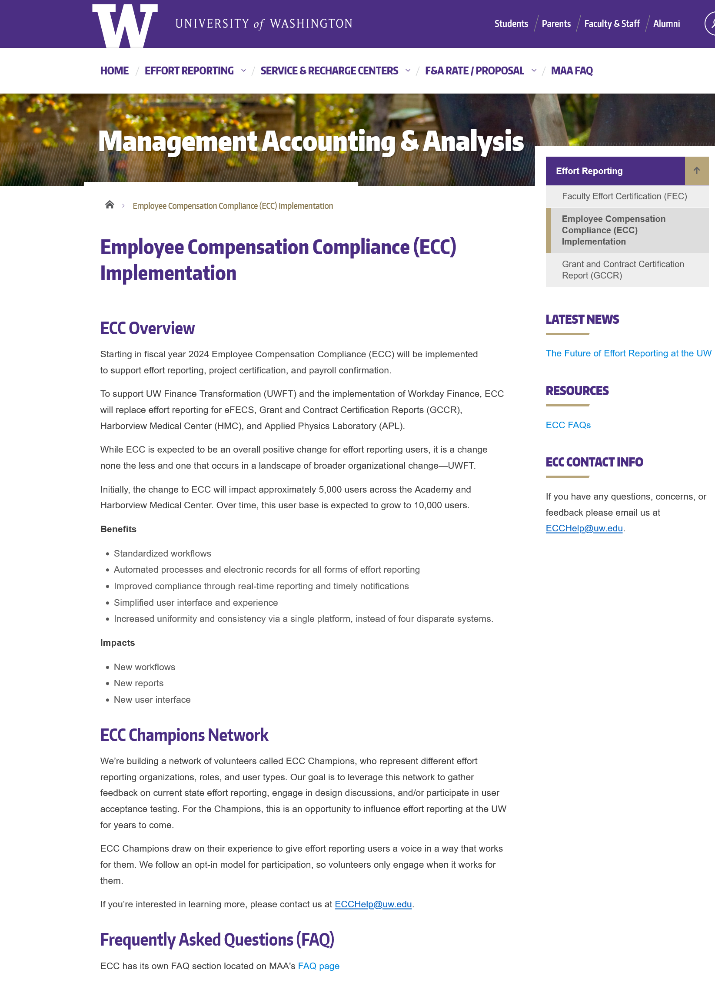 W
UNIVERSITY of WASHINGTON
Students
Parents
Faculty & Staff
Alumni
HOME
EFFORT REPORTING
SERVICE & RECHARGE CENTERS
F&A RATE / PROPOSAL
MAA FAQ
Management Accounting & Analysis
Employee Compensation Compliance (ECC) Implementation
Employee Compensation Compliance (ECC)
Implementation
ECC Overview
Starting in fiscal year 2024 Employee Compensation Compliance (ECC) will be implemented
to support effort reporting, project certification, and payroll confirmation.
To support UW Finance Transformation (UWFT) and the implementation of Workday Finance, ECC
will replace effort reporting for eFECS, Grant and Contract Certification Reports (GCCR),
Harborview Medical Center (HMC), and Applied Physics Laboratory (APL).
While ECC is expected to be an overall positive change for effort reporting users, it is a change
none the less and one that occurs in a landscape of broader organizational change—UWFT.
Initially, the change to ECC will impact approximately 5,000 users across the Academy and
Harborview Medical Center. Over time, this user base is expected to grow to 10,000 users.
Benefits
• Standardized workflows
• Automated processes and electronic records for all forms of effort reporting
• Improved compliance through real-time reporting and timely notifications
• Simplified user interface and experience
• Increased uniformity and consistency via a single platform, instead of four disparate systems.
Impacts
• New workflows
• New reports
• New user interface
ECC Champions Network
We’re building a network of volunteers called ECC Champions, who represent different effort
reporting organizations, roles, and user types. Our goal is to leverage this network to gather
feedback on current state effort reporting, engage in design discussions, and/or participate in user
acceptance testing. For the Champions, this is an opportunity to influence effort reporting at the UW
for years to come.
ECC Champions draw on their experience to give effort reporting users a voice in a way that works
for them. We follow an opt-in model for participation, so volunteers only engage when it works for
them.
If you’re interested in learning more, please contact us at ECCHelp@uw.edu.
Frequently Asked Questions (FAQ)
ECC has its own FAQ section located on MAA's FAQ page
Effort Reporting
Faculty Effort Certification (FEC)
Employee Compensation
Compliance (ECC)
Implementation
Grant and Contract Certification
Report (GCCR)
LATEST NEWS
The Future of Effort Reporting at the UW
RESOURCES
ECC FAQs
ECC CONTACT INFO
If you have any questions, concerns, or
feedback please email us at
ECCHelp@uw.edu.